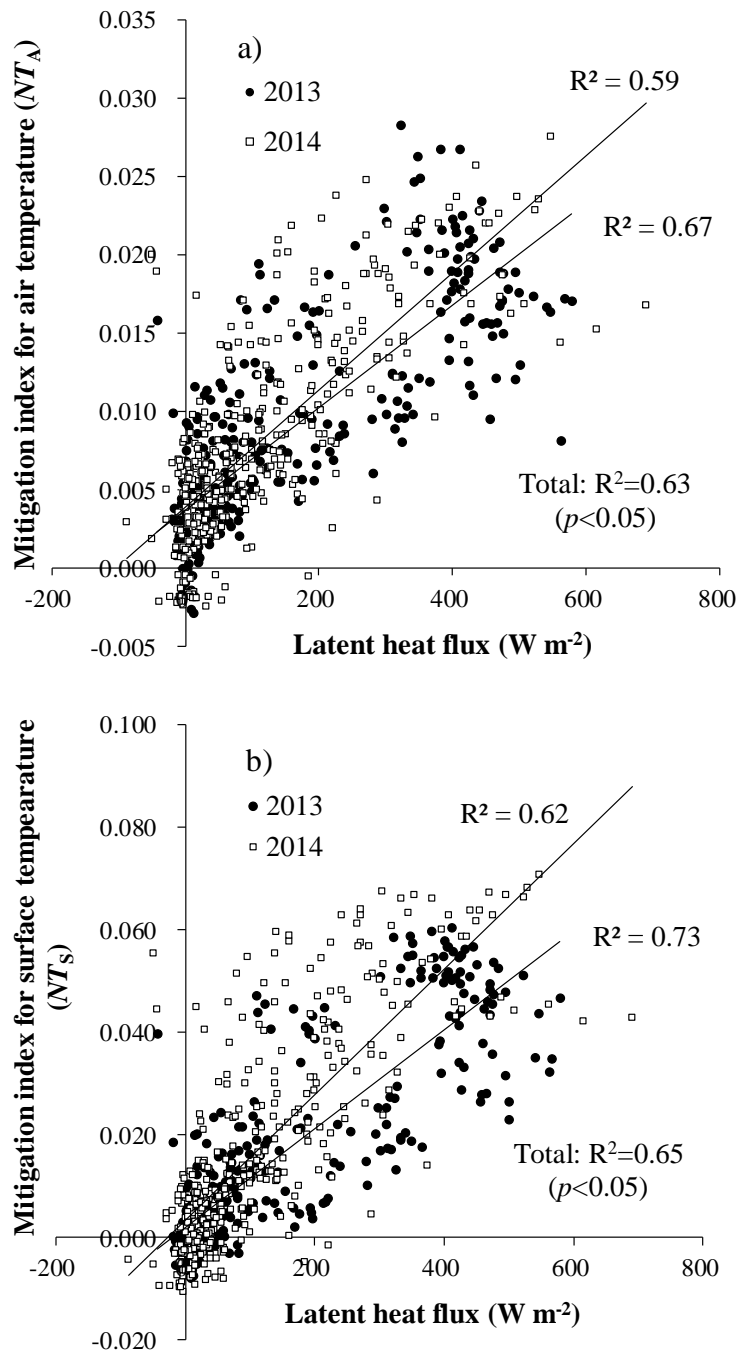 0.035
0.030
0.025
0.020
0.015
0.010
0.005
0.000
-0.005
-200
200
400
600
800
Mitigation index for air temperature (NTA)
a)
2013
2014
R² = 0.59
R² = 0.67
Total: R²=0.63
(p<0.05)
Latent heat flux (W m-2)
0.100
0.080
0.060
0.040
0.020
0.000
-0.020
-200
0
200
400
600
800
Mitigation index for surface tempearature
(NTS)
b)
2013
2014
R² = 0.62
R² = 0.73
Total: R²=0.65
(p<0.05)
Latent heat flux (W m-2)